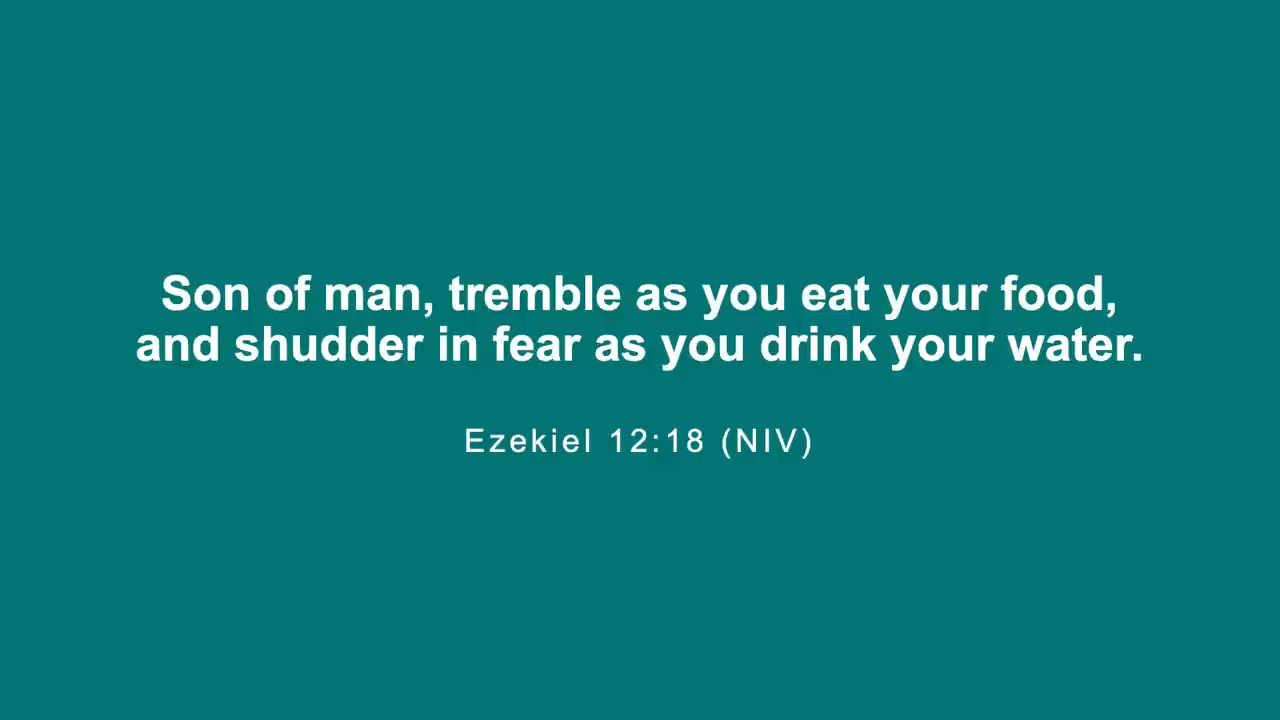 Son of man, tremble as you eat your food,
and shudder in fear as you drink your water.
Ezekiel 12:18 (NIV)